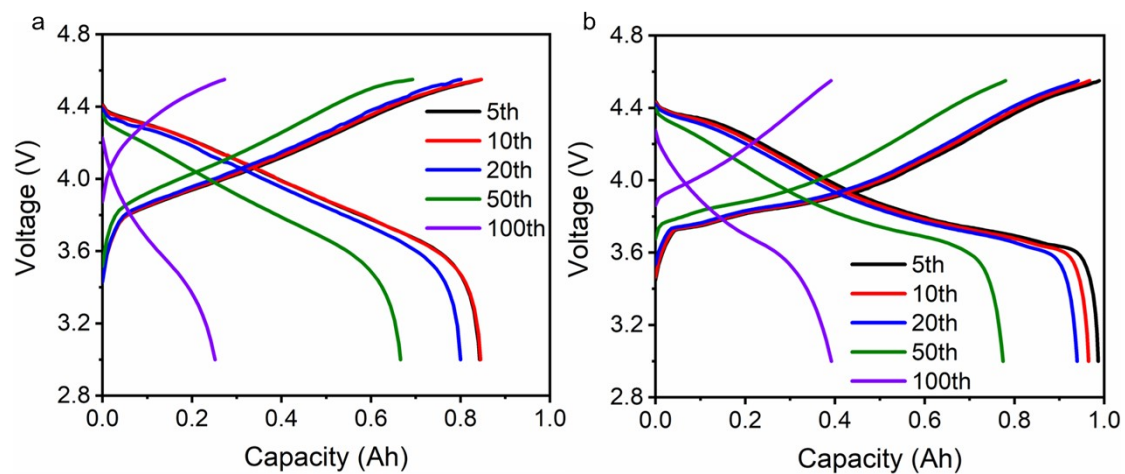 a
4.8
4.4
4.0
3.6
3.2
2.8
Voltage (V)
5th
10th
20th
50th
100th
0.0 0.2 0.4 0.6 0.8 1.0
Capacity (Ah)
b
4.8
4.4
4.0
3.6
3.2
2.8
Voltage (V)
5th
10th
20th
50th
100th
0.0 0.2 0.4 0.6 0.8 1.0
Capacity (Ah)